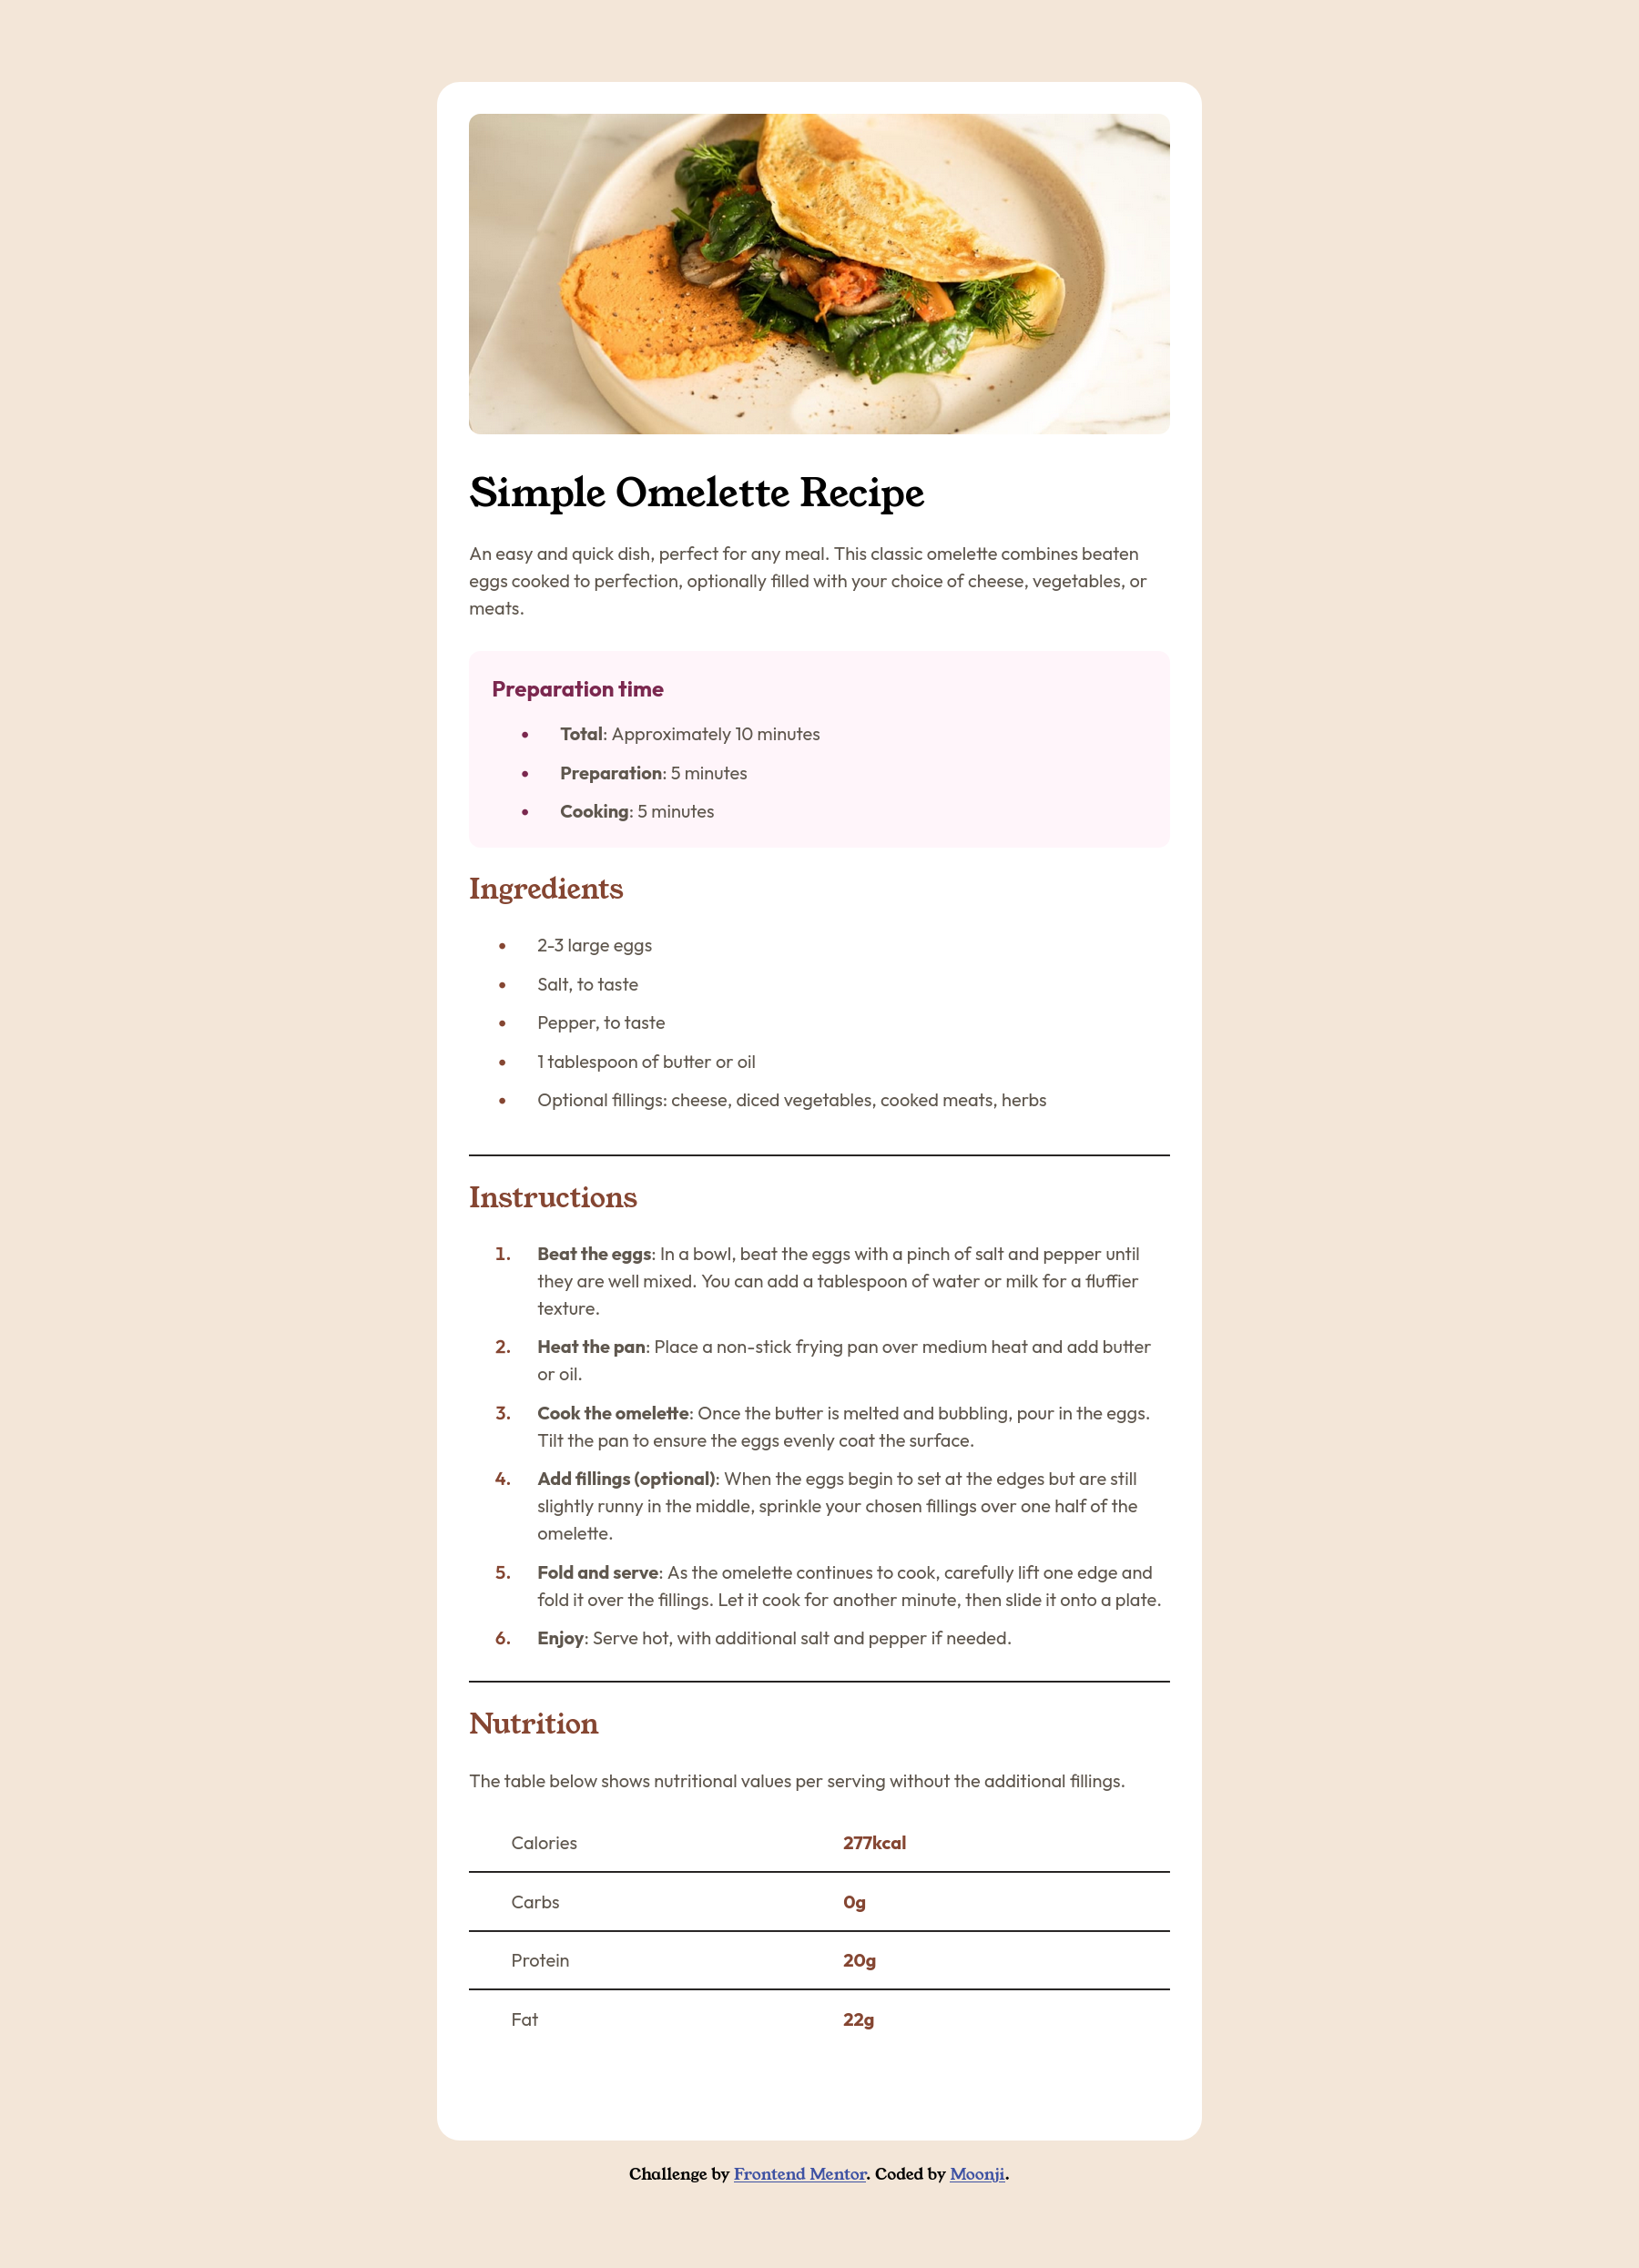 Simple Omelette Recipe
An easy and quick dish, perfect for any meal. This classic omelette combines beaten
eggs cooked to perfection, optionally filled with your choice of cheese, vegetables, or
meats.
Preparation time
• Total: Approximately 10 minutes
• Preparation: 5 minutes
• Cooking: 5 minutes
Ingredients
• 2-3 large eggs
• Salt, to taste
• Pepper, to taste
• 1 tablespoon of butter or oil
• Optional fillings: cheese, diced vegetables, cooked meats, herbs
Instructions
1. Beat the eggs: In a bowl, beat the eggs with a pinch of salt and pepper until
they are well mixed. You can add a tablespoon of water or milk for a fluffier
texture.
2. Heat the pan: Place a non-stick frying pan over medium heat and add butter
or oil.
3. Cook the omelette: Once the butter is melted and bubbling, pour in the eggs.
Tilt the pan to ensure the eggs evenly coat the surface.
4. Add fillings (optional): When the eggs begin to set at the edges but are still
slightly runny in the middle, sprinkle your chosen fillings over one half of the
omelette.
5. Fold and serve: As the omelette continues to cook, carefully lift one edge and
fold it over the fillings. Let it cook for another minute, then slide it onto a plate.
6. Enjoy: Serve hot, with additional salt and pepper if needed.
Nutrition
The table below shows nutritional values per serving without the additional fillings.
Calories 277kcal
Carbs 0g
Protein 20g
Fat 22g
Challenge by Frontend Mentor. Coded by Moonji.